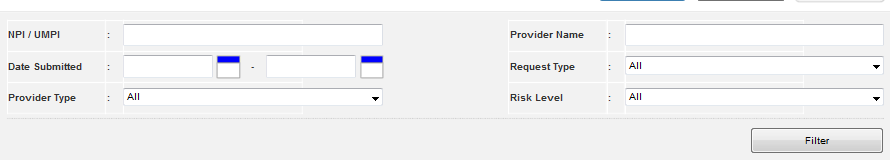 NPI / UMPI : Provider Name :
Date Submitted : - Request Type : All
Provider Type : All Risk Level : All
Filter